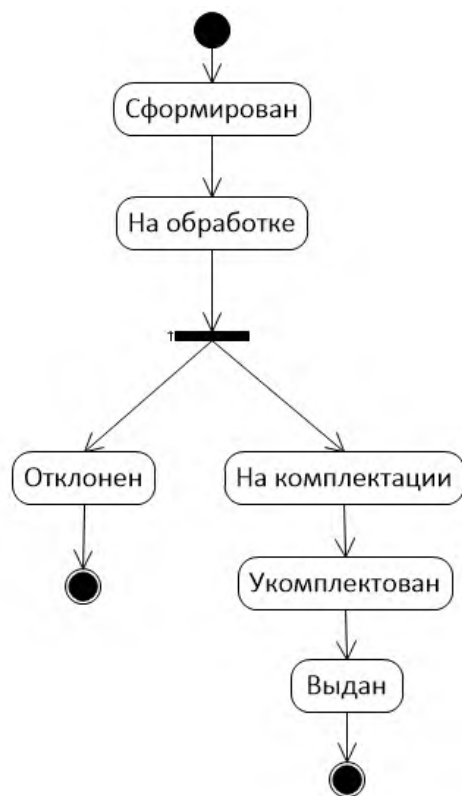 Сформирован
На обработке
Отклонен
На комплектации
Укомплектован
Выдан